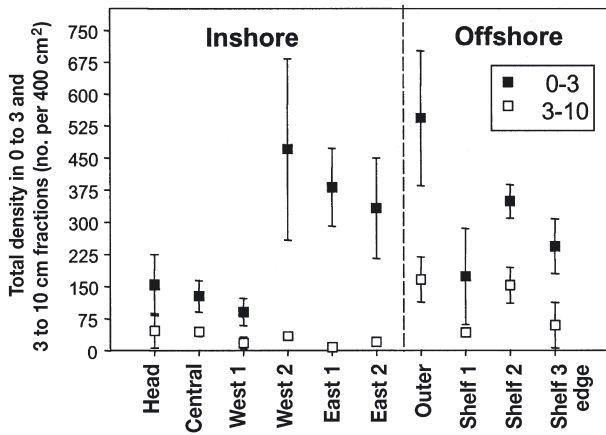 Total density in 0 to 3 and
3 to 10 cm fractions (no. per 400 cm²)
750
675
600
525
450
375
300
225
150
75
0
Inshore
Offshore
0-3
3-10
Head
Central
West 1
West 2
East 1
East 2
Outer
Shelf 1
Shelf 2
Shelf 3
edge